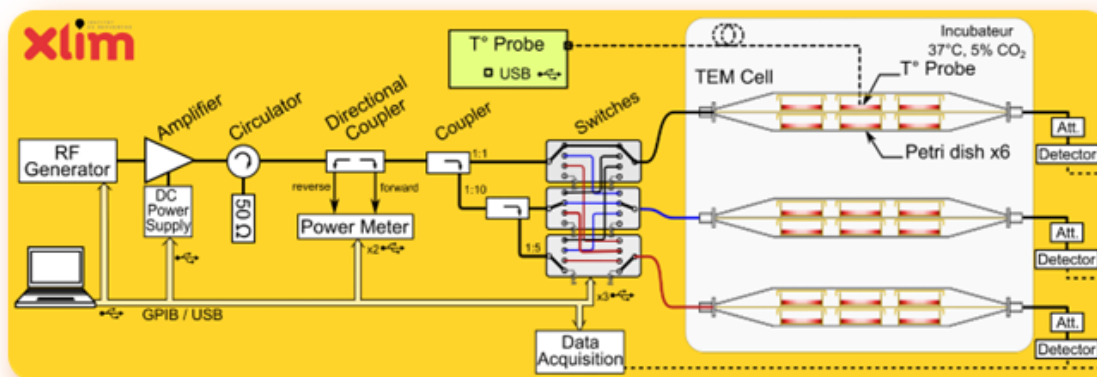 xlim
T° Probe
USB
Incubateur
37°C, 5% CO₂
TEM Cell
T° Probe
Petri dish x6
RF
Generator
Amplifier
Circulator
Directional
Coupler
Coupler
Switches
1:1
1:10
1:5
reverse
forward
DC
Power
Supply
50 Ω
Power Meter
x2
x3
GPIB / USB
Data
Acquisition
Att.
Detector
Att.
Detector
Att.
Detector